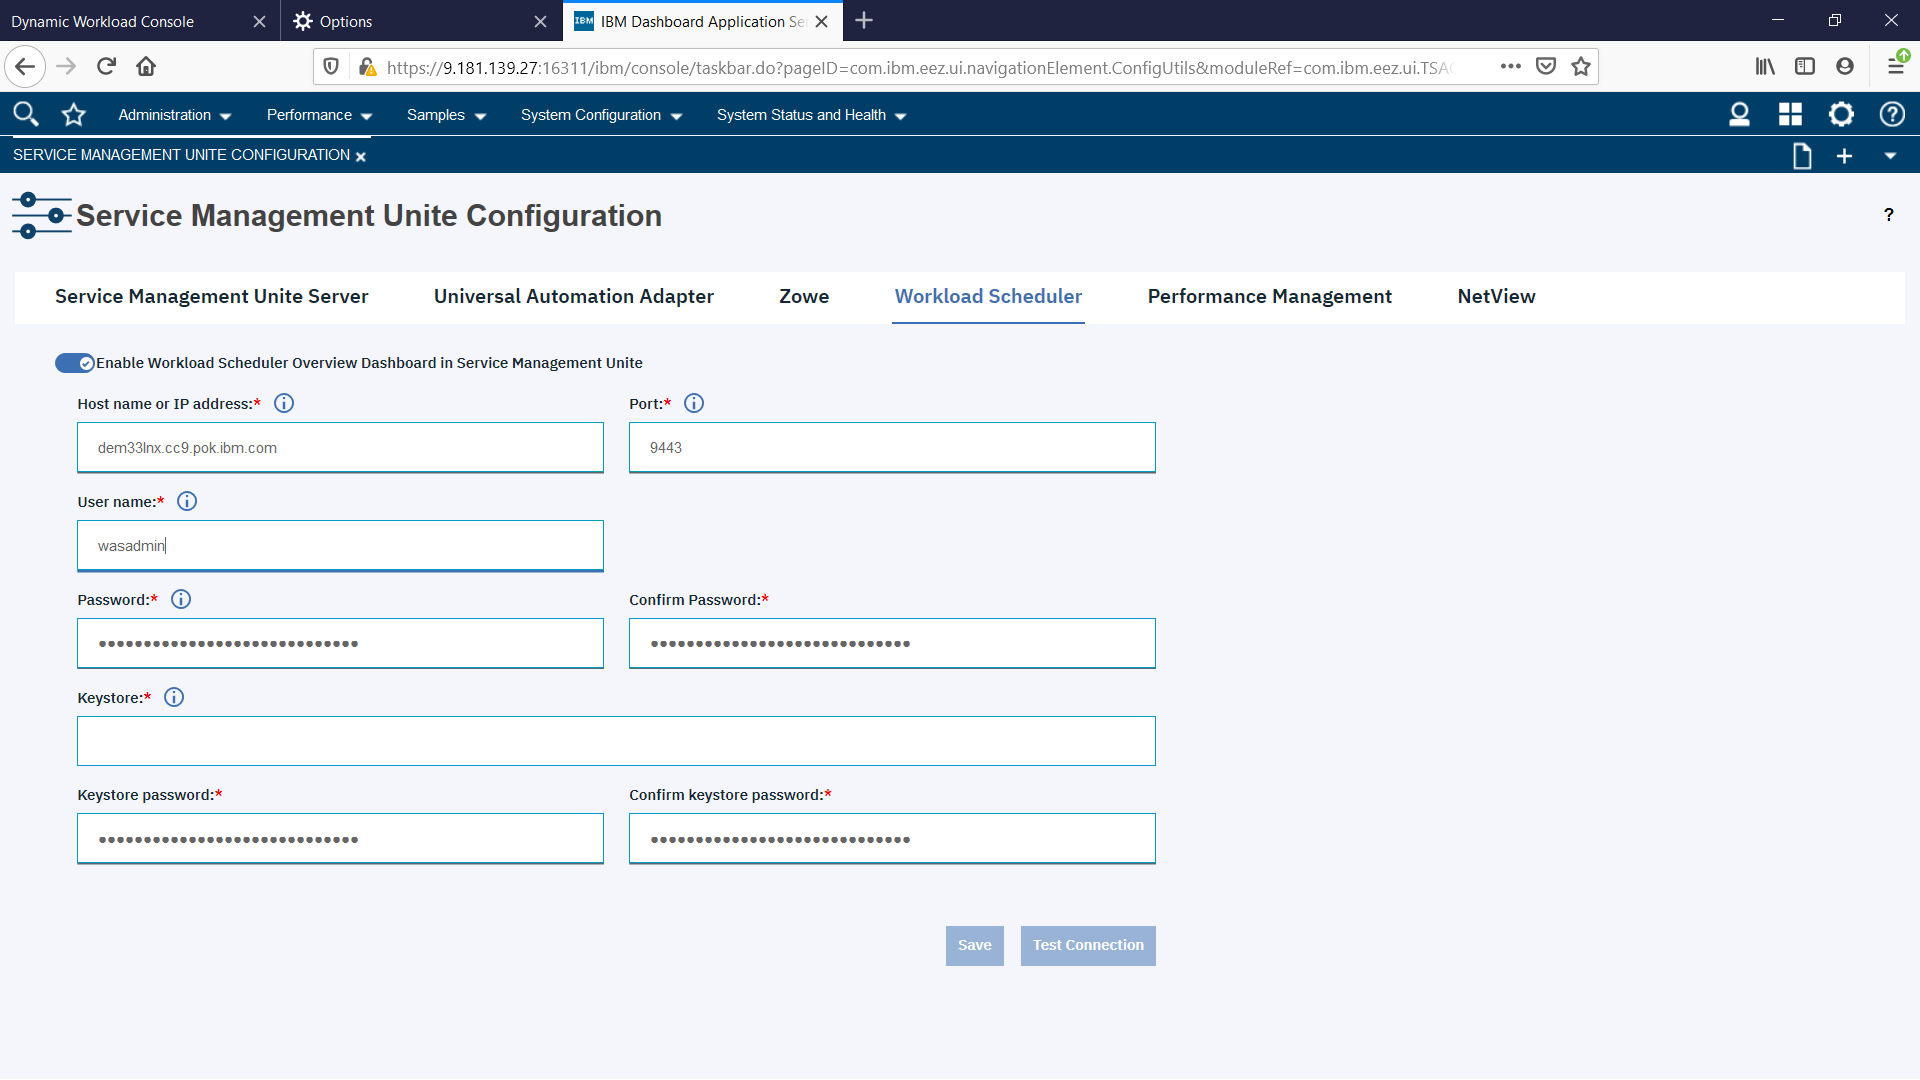 Dynamic Workload Console
Options
IBM
IBM Dashboard Application Se
https://9.181.139.27:16311/ibm/console/taskbar.do?pageID=com.ibm.eez.ui.navigationElement.ConfigUtils&moduleRef=com.ibm.eez.ui.TSA
Administration
Performance
Samples
System Configuration
System Status and Health
SERVICE MANAGEMENT UNITE CONFIGURATION
Service Management Unite Configuration
?
Service Management Unite Server
Universal Automation Adapter
Zowe
Workload Scheduler
Performance Management
NetView
Enable Workload Scheduler Overview Dashboard in Service Management Unite
Host name or IP address:*
Port:*
dem33lnx.cc9.pok.ibm.com
9443
User name:*
wasadmin
Password:*
Confirm Password:*
•••••••••••••••••••••••••••••
•••••••••••••••••••••••••••••
Keystore:*
Keystore password:*
Confirm keystore password:*
•••••••••••••••••••••••••••••
•••••••••••••••••••••••••••••
Save
Test Connection